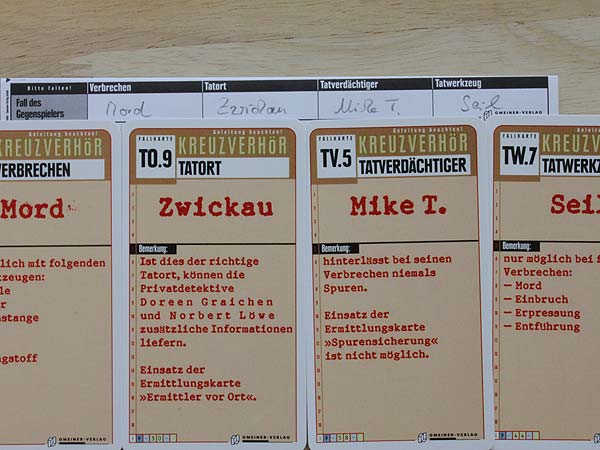 Bitte falten! Verbrechen Tatort Tatverdächtiger Tatwerkzeug
Fall des Gegenspielers Mord Zwickau Mike T. Seil
GMEINER-VERLAG
Anleitung beachten!
KREUZVERHÖR
VERBRECHEN
Mord
lich mit folgenden
zeugen:
le
r
stange
gstoff
Anleitung beachten!
FALLKARTE
KREUZVERHÖR
TO.9
TATORT
Zwickau
Bemerkung:
Ist dies der richtige
Tatort, können die
Privatdetektive
Doreen Graichen
und Norbert Löwe
zusätzliche Informationen
liefern.
Einsatz der
Ermittlungskarte
»Ermittler vor Ort«.
-30-
GMEINER-VERLAG
Anleitung beachten!
FALLKARTE
KREUZVERHÖR
TV.5
TATVERDÄCHTIGER
Mike T.
Bemerkung:
hinterlässt bei seinen
Verbrechen niemals
Spuren.
Einsatz der
Ermittlungskarte
»Spurensicherung«
ist nicht möglich.
-58-
GMEINER-VERLAG
Anleitung beachten!
FALLKARTE
KREUZVERHÖR
TW.7
TATWERKZ
Seil
Bemerkung:
nur möglich bei f
Verbrechen:
— Mord
— Einbruch
— Erpressung
— Entführung
-44-
GMEINER-VERLAG